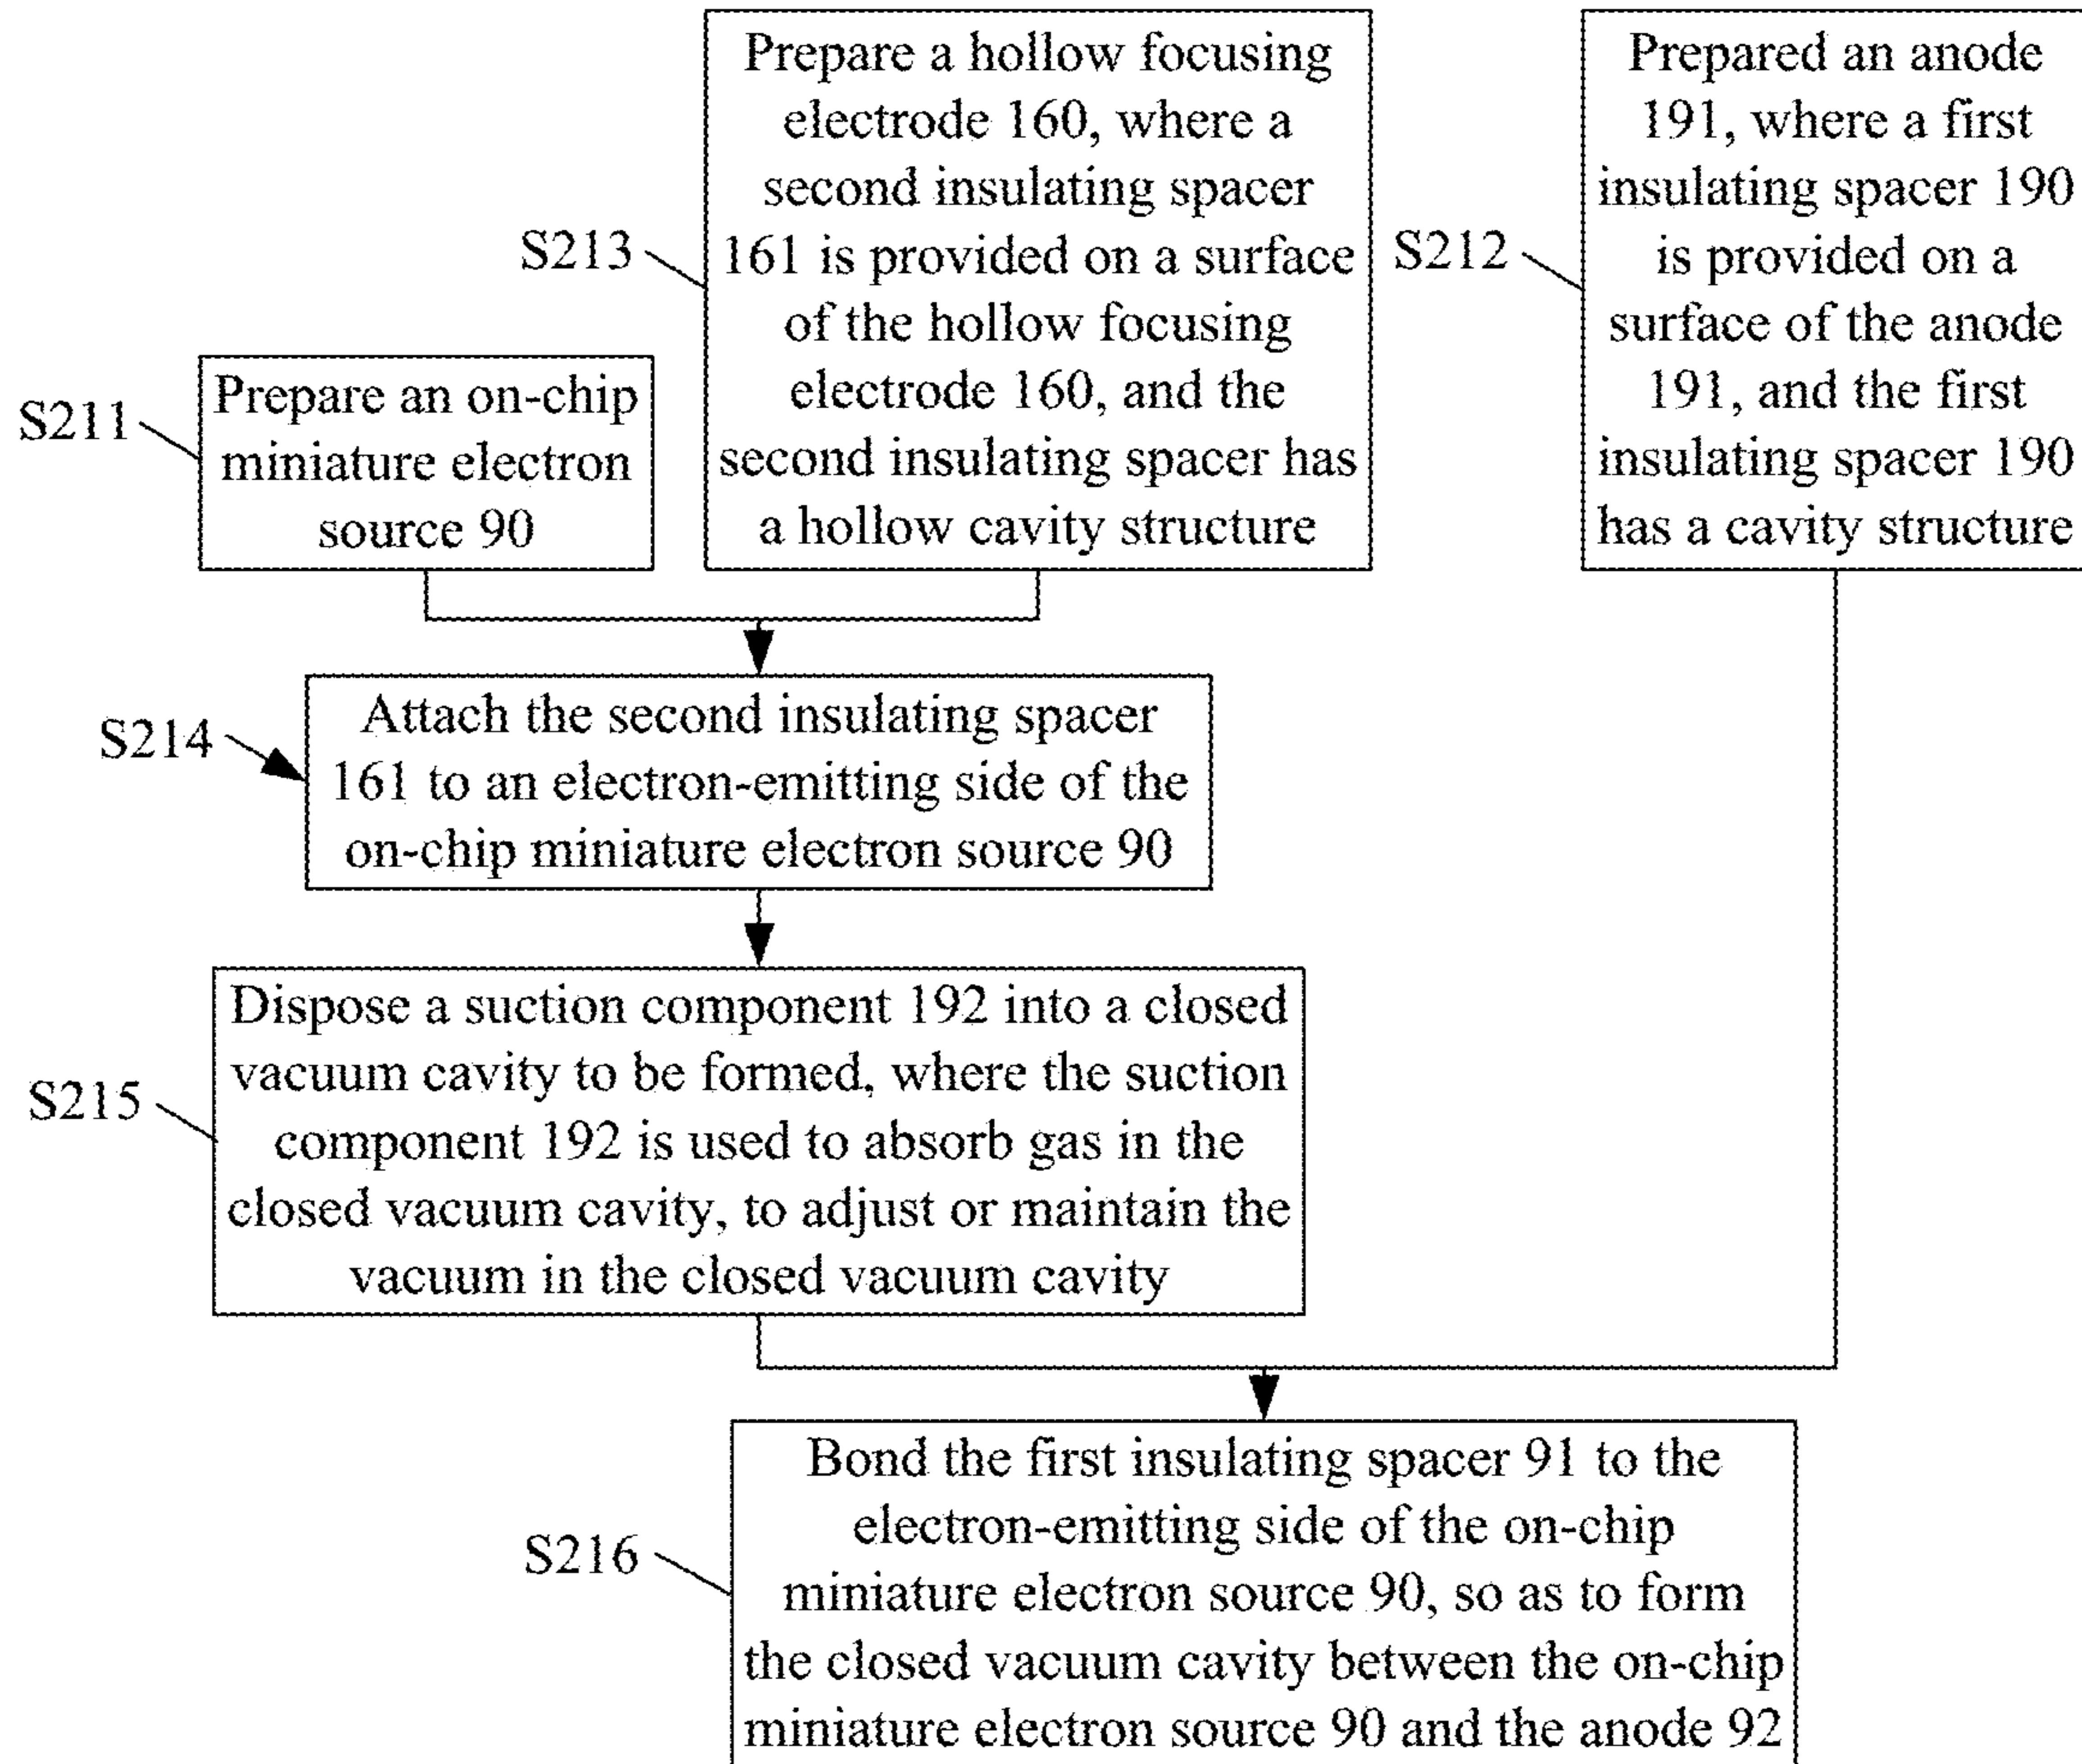 S211
Prepare an on-chip
miniature electron
source 90
S213
Prepare a hollow focusing
electrode 160, where a
second insulating spacer
161 is provided on a surface
of the hollow focusing
electrode 160, and the
second insulating spacer has
a hollow cavity structure
S212
Prepared an anode
191, where a first
insulating spacer 190
is provided on a
surface of the anode
191, and the first
insulating spacer 190
has a cavity structure
S214
Attach the second insulating spacer
161 to an electron-emitting side of the
on-chip miniature electron source 90
S215
Dispose a suction component 192 into a closed
vacuum cavity to be formed, where the suction
component 192 is used to absorb gas in the
closed vacuum cavity, to adjust or maintain the
vacuum in the closed vacuum cavity
S216
Bond the first insulating spacer 91 to the
electron-emitting side of the on-chip
miniature electron source 90, so as to form
the closed vacuum cavity between the on-chip
miniature electron source 90 and the anode 92